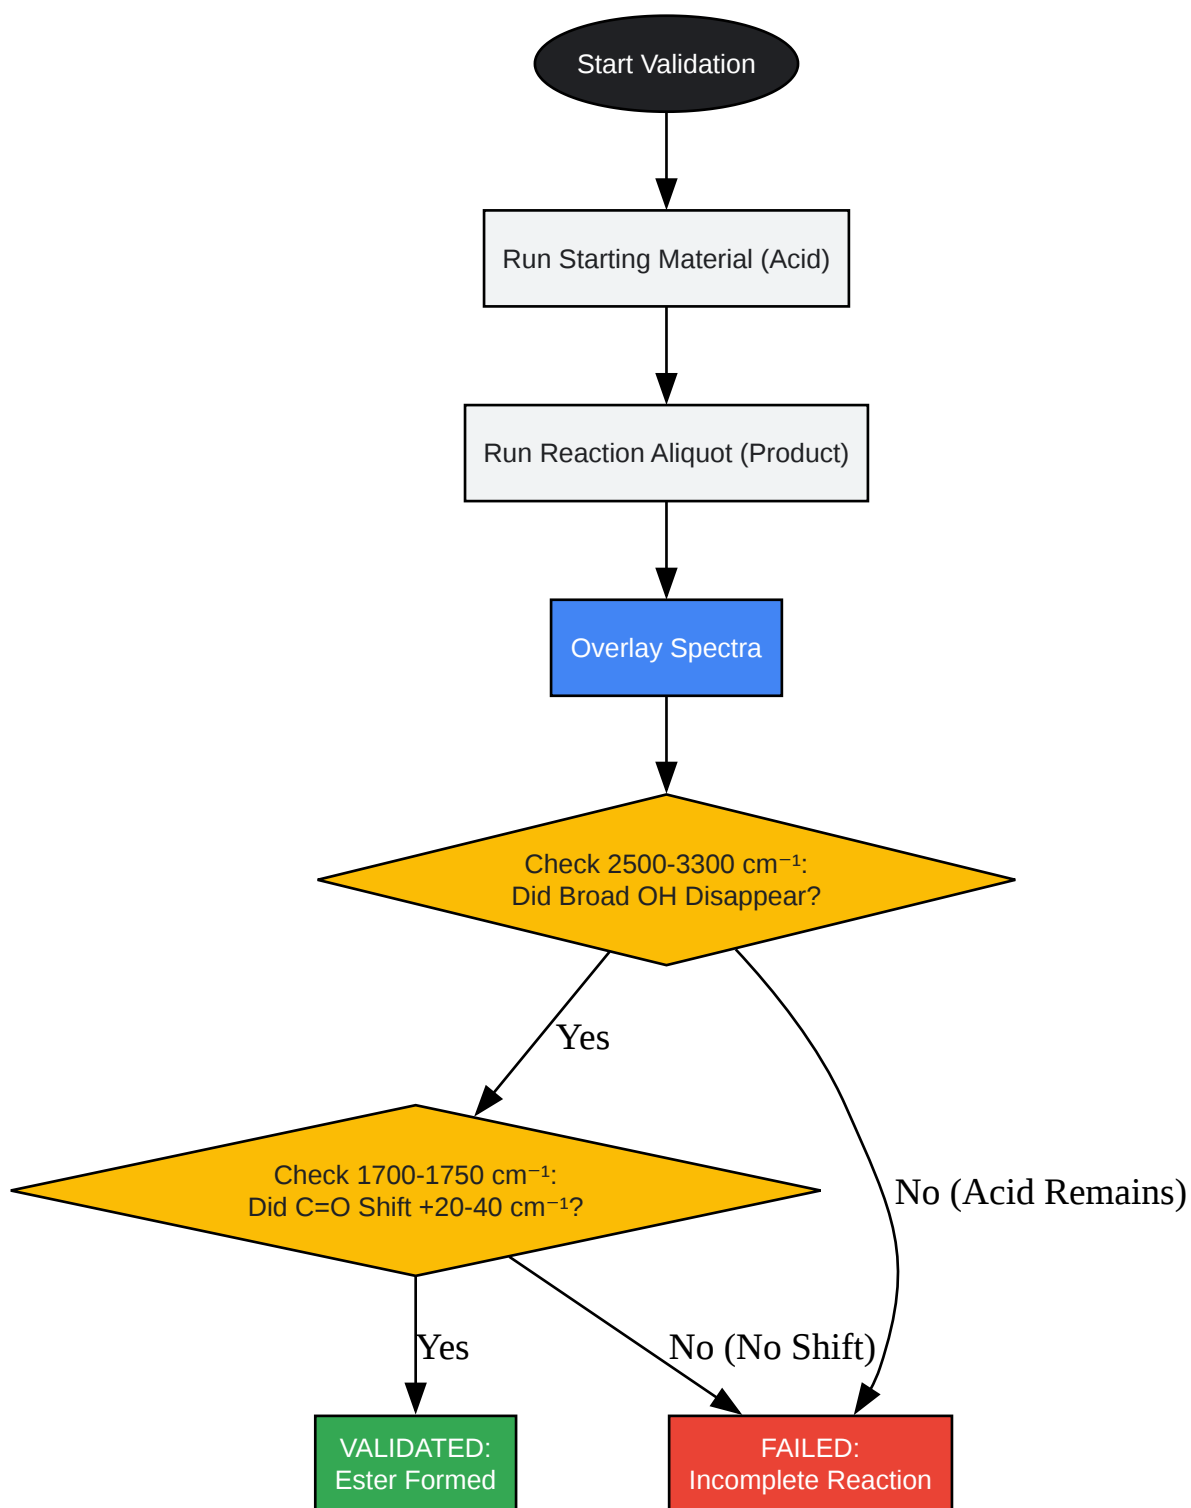 Start Validation
Run Starting Material (Acid)
Run Reaction Aliquot (Product)
Overlay Spectra
Check 2500-3300 cm⁻¹:
Did Broad OH Disappear?
Yes
Check 1700-1750 cm⁻¹:
Did C=O Shift +20-40 cm⁻¹?
No (Acid Remains)
Yes
No (No Shift)
VALIDATED:
Ester Formed
FAILED:
Incomplete Reaction